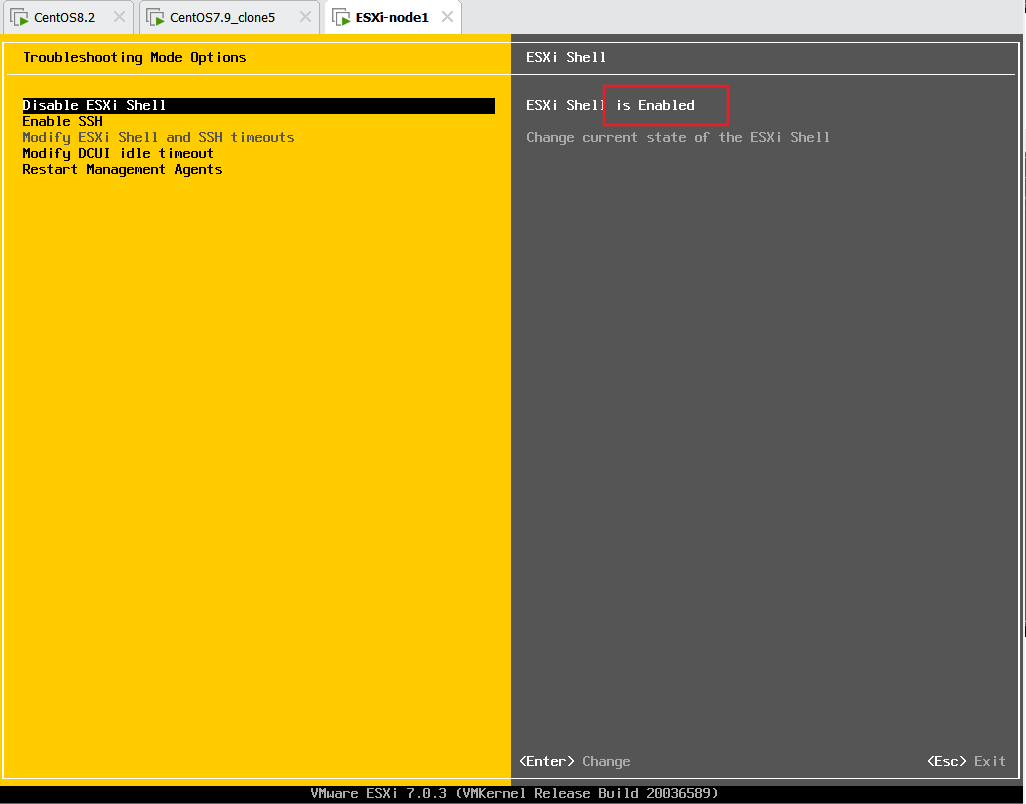 CentOS8.2
CentOS7.9_clone5
ESXi-node1
Troubleshooting Mode Options
Disable ESXi Shell
Enable SSH
Modify ESXi Shell and SSH timeouts
Modify DCUI idle timeout
Restart Management Agents
ESXi Shell
ESXi Shell is Enabled
Change current state of the ESXi Shell
<Enter> Change
<Esc> Exit
VMware ESXi 7.0.3 (VMKernel Release Build 20036589)